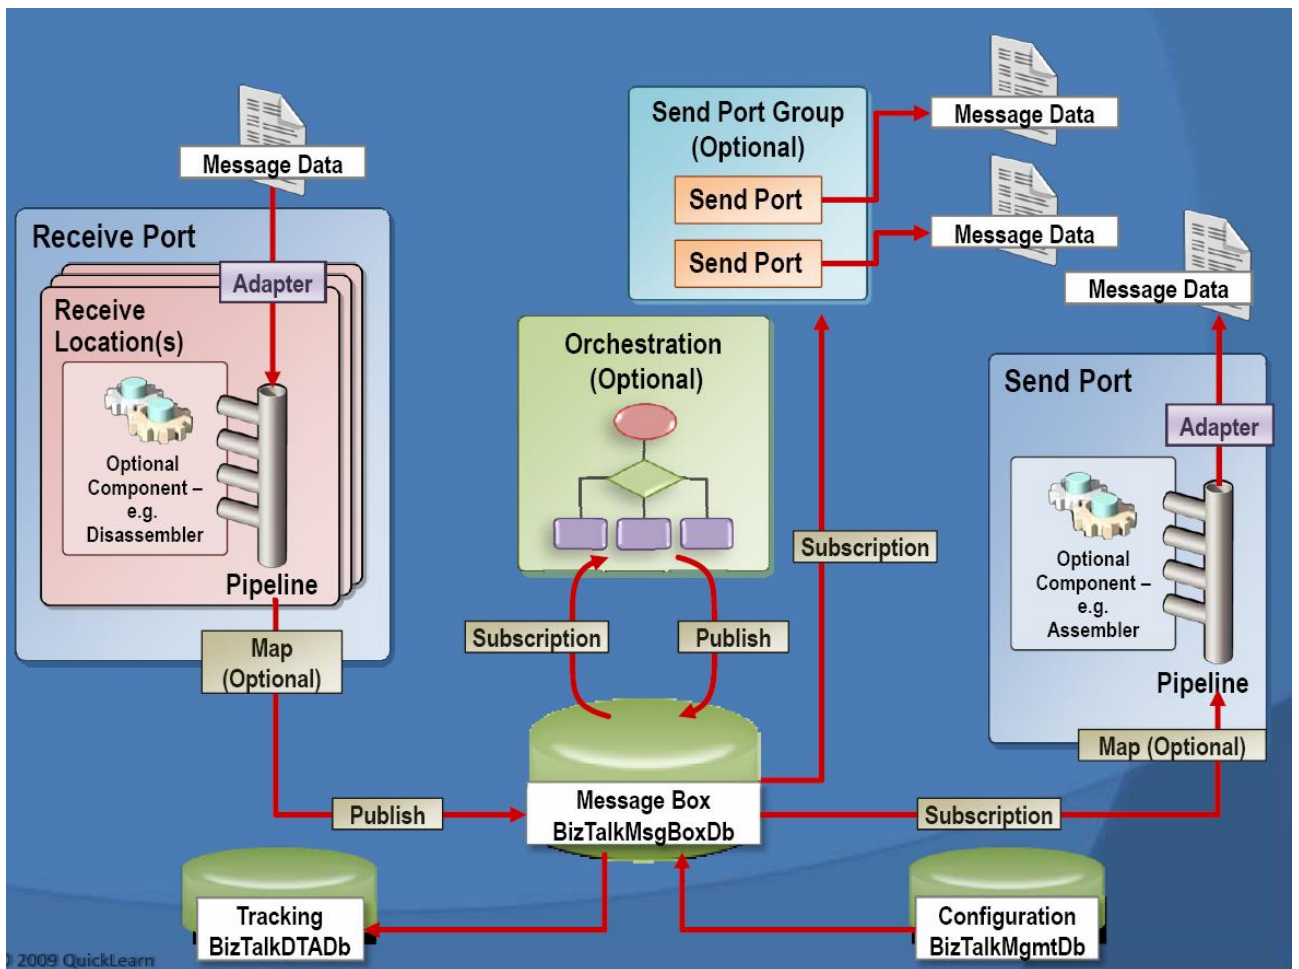 Message Data
Receive Port
Adapter
Receive
Location(s)
Optional
Component –
e.g.
Disassembler
Pipeline
Map
(Optional)
Publish
Send Port Group
(Optional)
Send Port
Send Port
Message Data
Message Data
Orchestration
(Optional)
Subscription
Publish
Subscription
Message Data
Send Port
Adapter
Optional
Component –
e.g.
Assembler
Pipeline
Map (Optional)
Subscription
Message Box
BizTalkMsgBoxDb
Tracking
BizTalkDTADb
Configuration
BizTalkMgmtDb
2009 QuickLearn